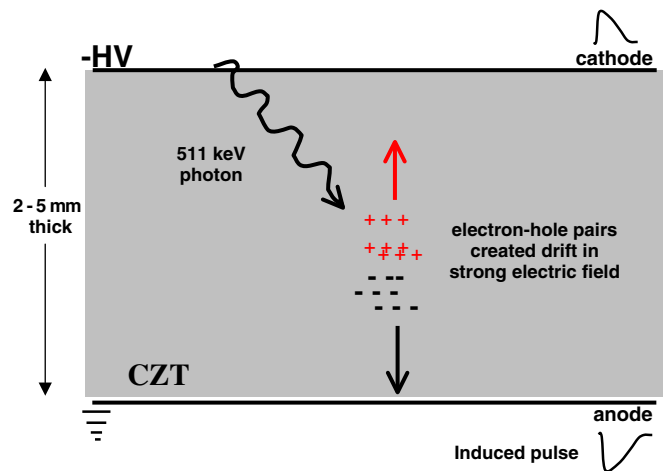 -HV
cathode
511 keV
photon
2 - 5 mm
thick
+ + +
+ + +
+ + +
electron-hole pairs
created drift in
strong electric field
- - -
- - -
- - -
CZT
anode
Induced pulse